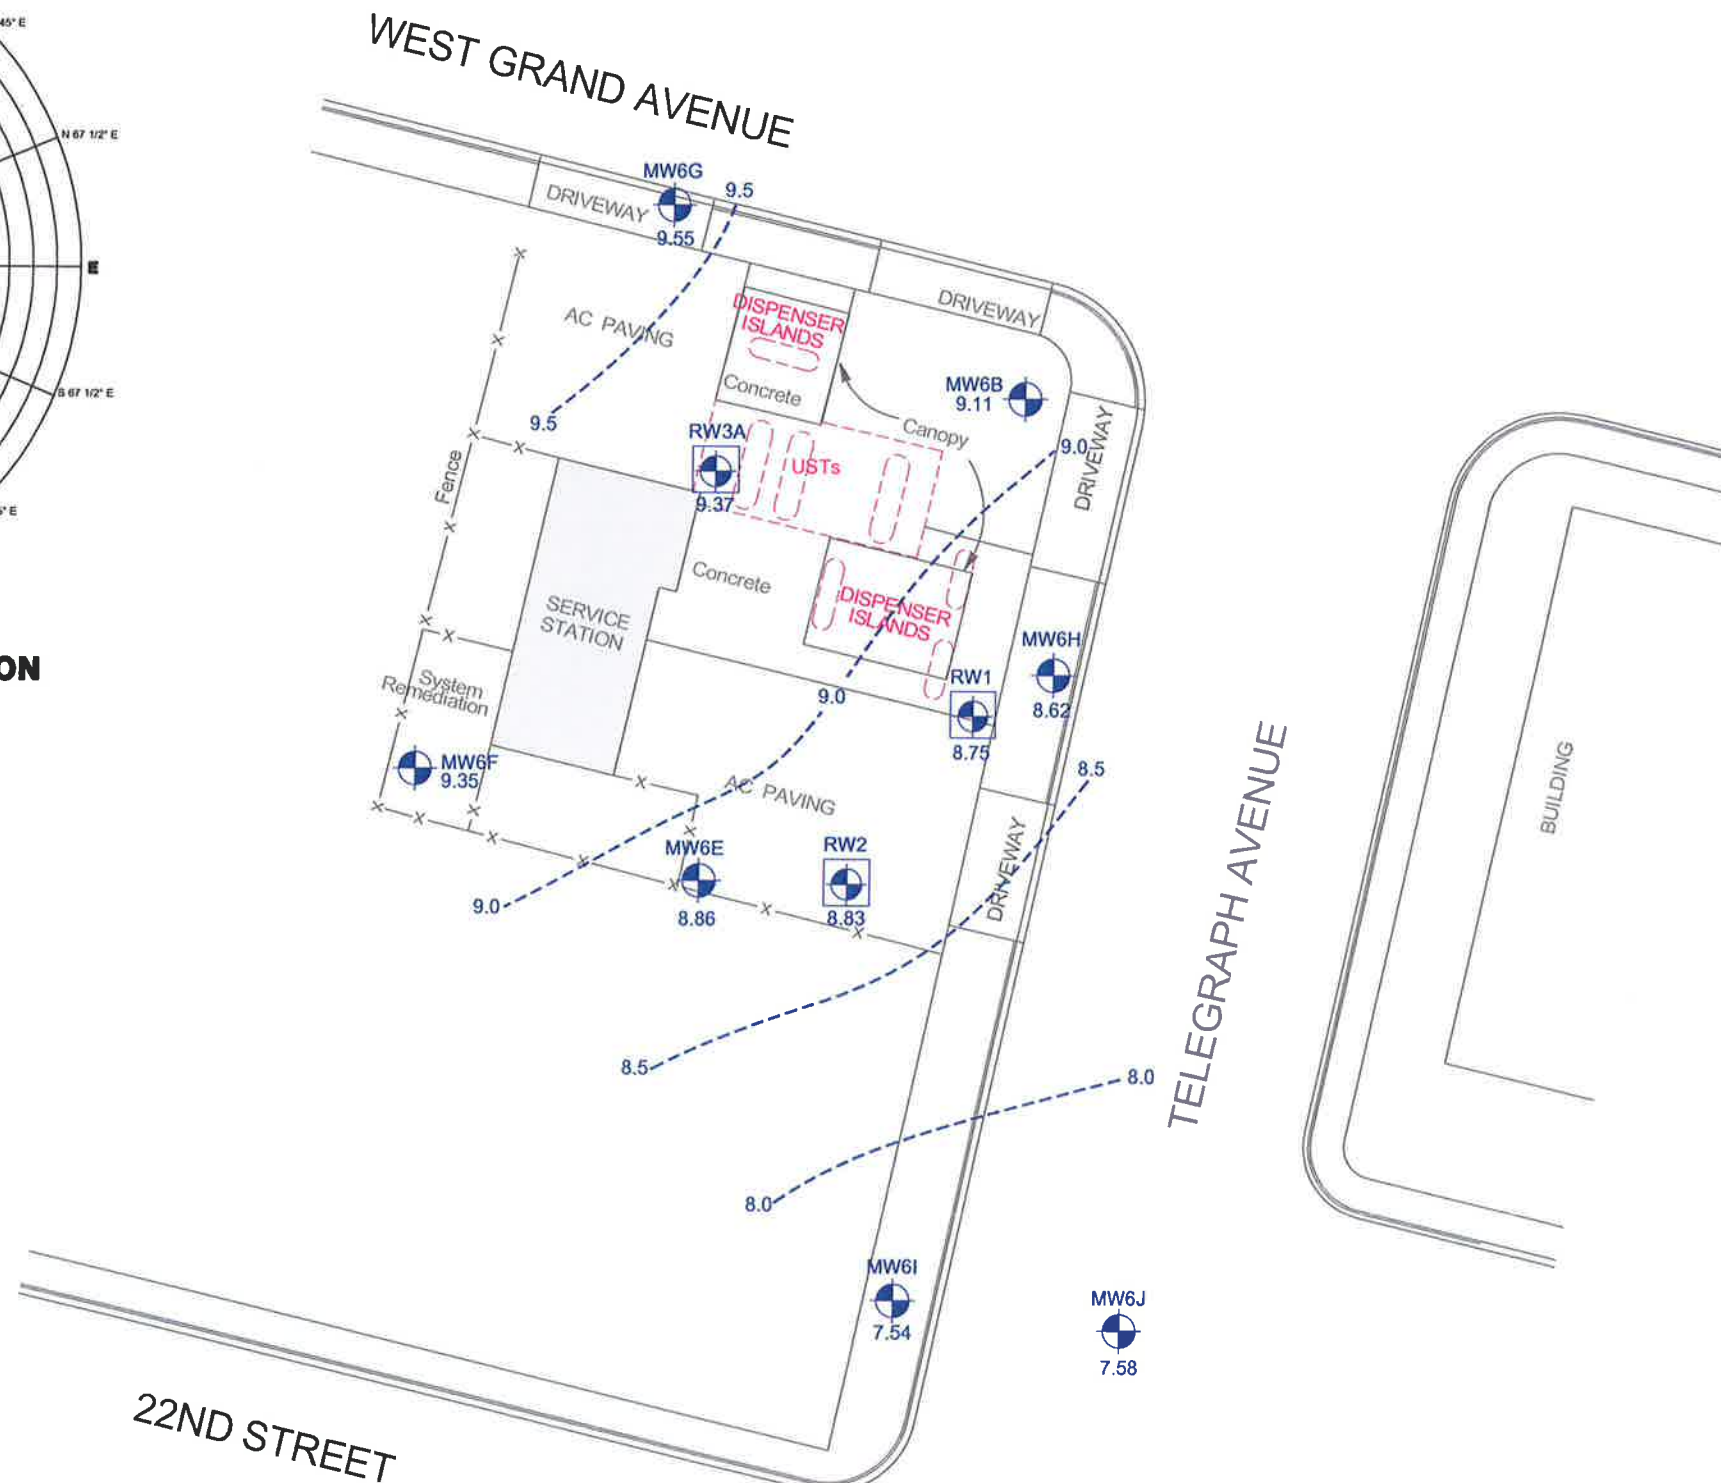 45° E
N 67 1/2° E
E
S 67 1/2° E
° E
ON
WEST GRAND AVENUE
MW6G
9.55
9.5
DRIVEWAY
DRIVEWAY
AC PAVING
DISPENSER
ISLANDS
Concrete
MW6B
9.11
9.5
RW3A
9.37
USTs
Canopy
9.0
DRIVEWAY
Fence
SERVICE
STATION
Concrete
DISPENSER
ISLANDS
MW6H
8.62
System
Remediation
9.0
RW1
8.75
MW6F
9.35
AC PAVING
8.5
MW6E
8.86
RW2
8.83
DRIVEWAY
9.0
8.5
8.0
8.0
TELEGRAPH AVENUE
BUILDING
MW6I
7.54
MW6J
7.58
22ND STREET